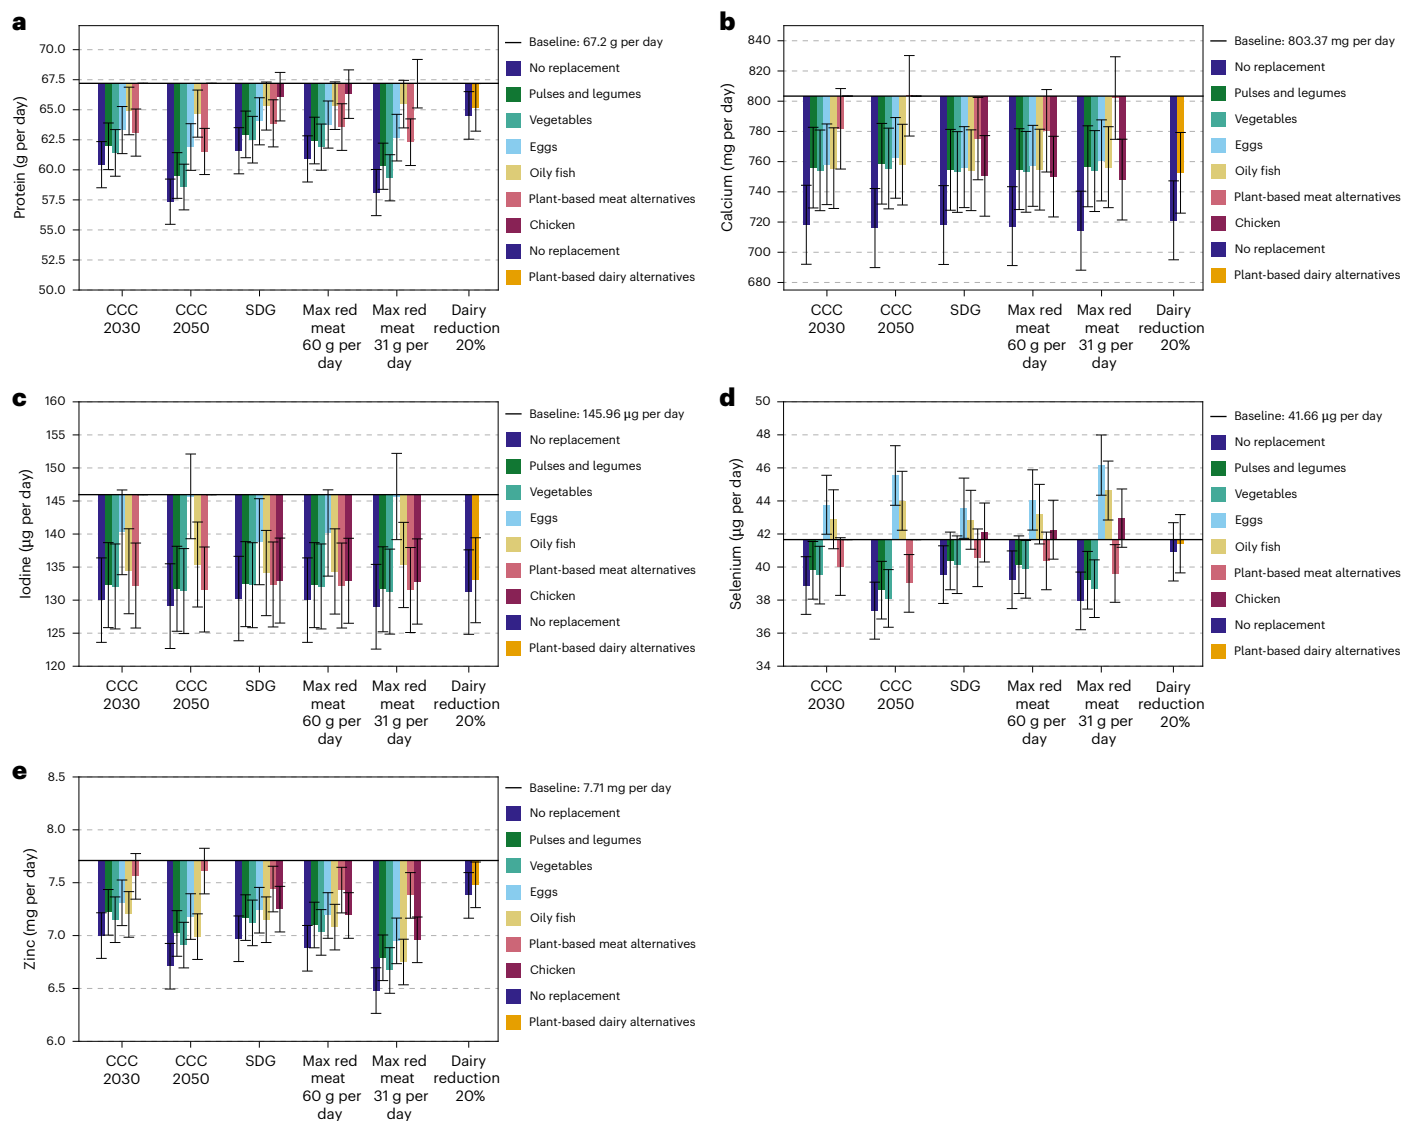 a
70.0
67.5
65.0
62.5
60.0
57.5
55.0
52.5
50.0
Protein (g per day)
CCC
2030
CCC
2050
SDG
Max red
meat
60 g per
day
Max red
meat
31 g per
day
Dairy
reduction
20%
Baseline: 67.2 g per day
No replacement
Pulses and legumes
Vegetables
Eggs
Oily fish
Plant-based meat alternatives
Chicken
No replacement
Plant-based dairy alternatives
b
840
820
800
780
760
740
720
700
680
Calcium (mg per day)
CCC
2030
CCC
2050
SDG
Max red
meat
60 g per
day
Max red
meat
31 g per
day
Dairy
reduction
20%
Baseline: 803.37 mg per day
No replacement
Pulses and legumes
Vegetables
Eggs
Oily fish
Plant-based meat alternatives
Chicken
No replacement
Plant-based dairy alternatives
c
160
155
150
145
140
135
130
125
120
Iodine (µg per day)
CCC
2030
CCC
2050
SDG
Max red
meat
60 g per
day
Max red
meat
31 g per
day
Dairy
reduction
20%
Baseline: 145.96 µg per day
No replacement
Pulses and legumes
Vegetables
Eggs
Oily fish
Plant-based meat alternatives
Chicken
No replacement
Plant-based dairy alternatives
d
50
48
46
44
42
40
38
36
34
Selenium (µg per day)
CCC
2030
CCC
2050
SDG
Max red
meat
60 g per
day
Max red
meat
31 g per
day
Dairy
reduction
20%
Baseline: 41.66 µg per day
No replacement
Pulses and legumes
Vegetables
Eggs
Oily fish
Plant-based meat alternatives
Chicken
No replacement
Plant-based dairy alternatives
e
8.5
8.0
7.5
7.0
6.5
6.0
Zinc (mg per day)
CCC
2030
CCC
2050
SDG
Max red
meat
60 g per
day
Max red
meat
31 g per
day
Dairy
reduction
20%
Baseline: 7.71 mg per day
No replacement
Pulses and legumes
Vegetables
Eggs
Oily fish
Plant-based meat alternatives
Chicken
No replacement
Plant-based dairy alternatives